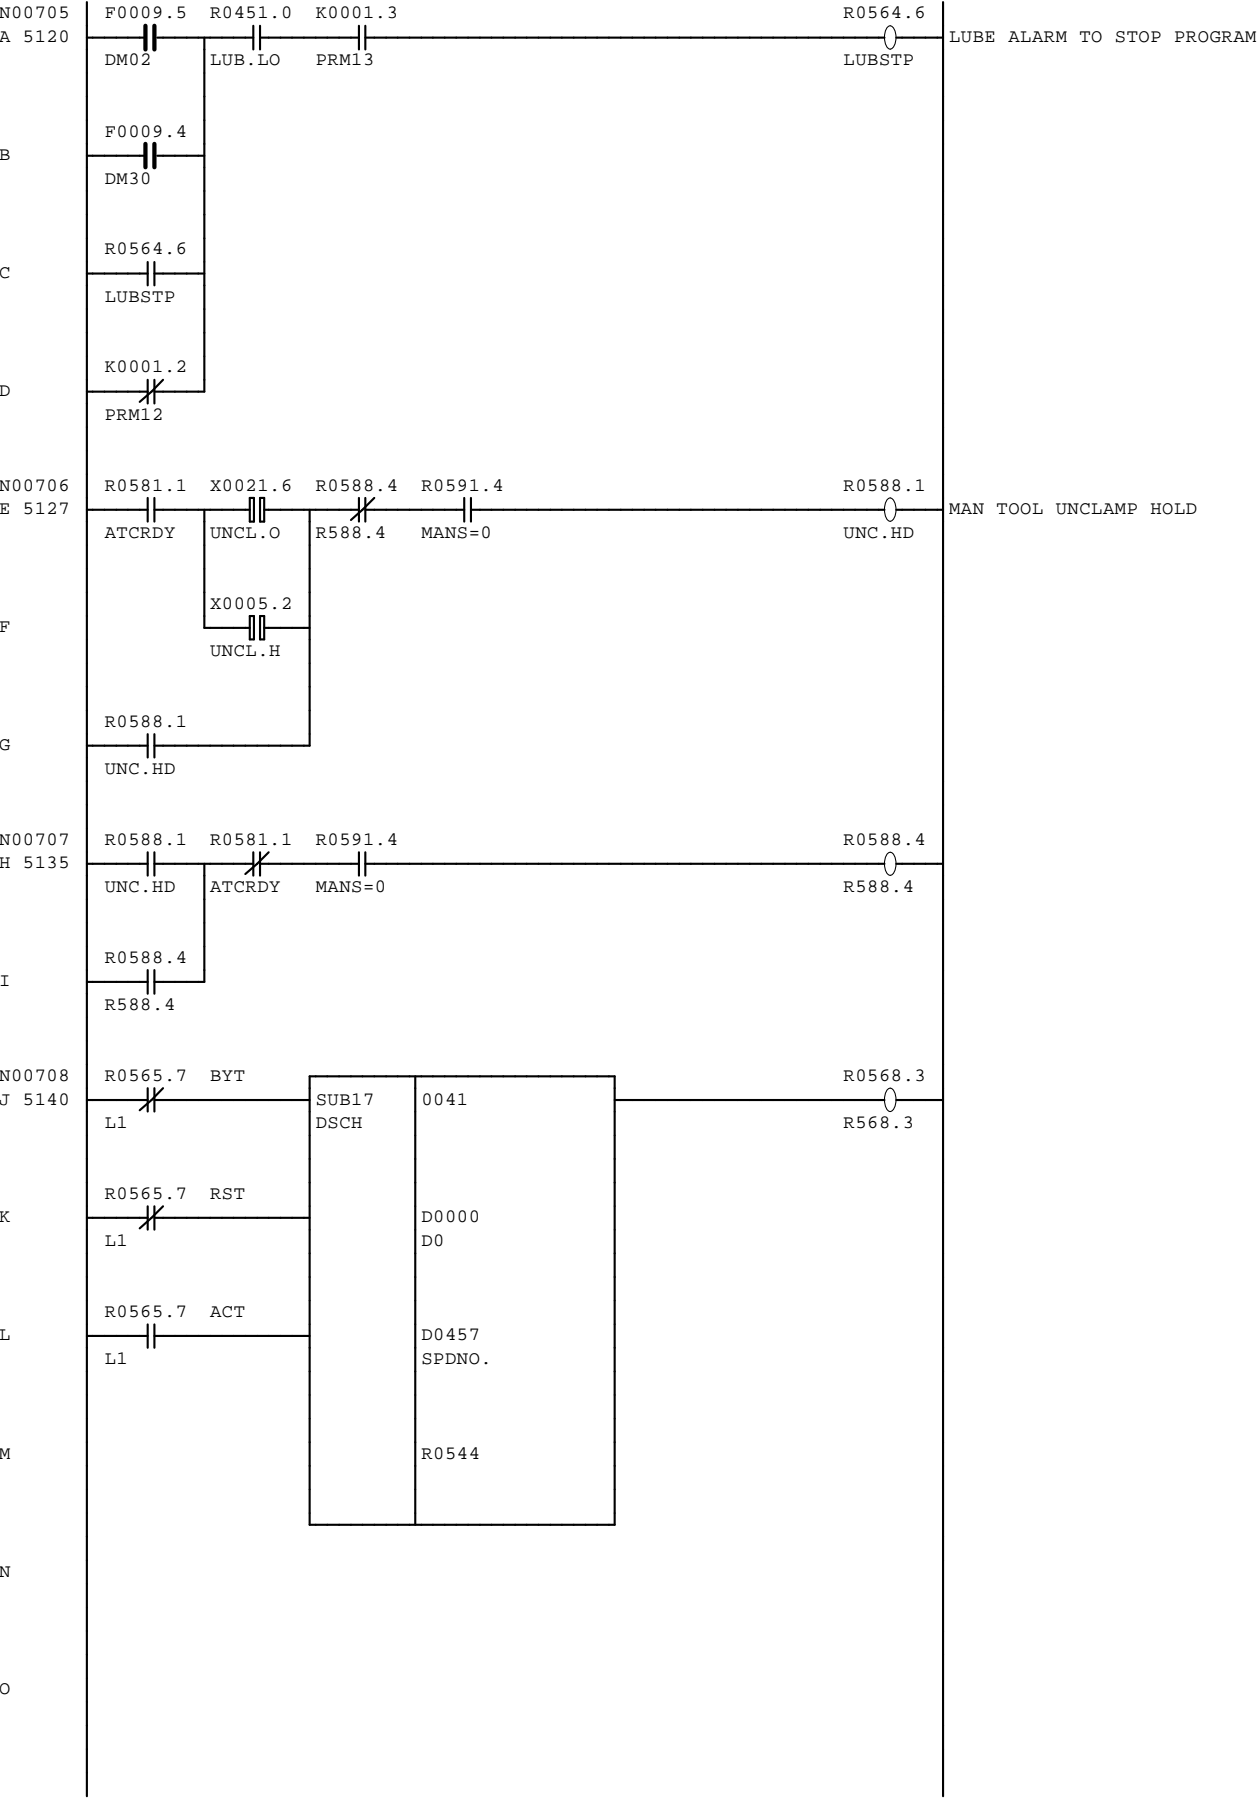 N00705 F0009.5 R0451.0 K0001.3 R0564.6
A 5120 LUBE ALARM TO STOP PROGRAM
DM02 LUB.LO PRM13 LUBSTP
F0009.4
B
DM30
R0564.6
C
LUBSTP
K0001.2
D
PRM12
N00706 R0581.1 X0021.6 R0588.4 R0591.4 R0588.1
E 5127 MAN TOOL UNCLAMP HOLD
ATCRDY UNCL.O R588.4 MANS=0 UNC.HD
X0005.2
F
UNCL.H
R0588.1
G
UNC.HD
N00707 R0588.1 R0581.1 R0591.4 R0588.4
H 5135
UNC.HD ATCRDY MANS=0 R588.4
R0588.4
I
R588.4
N00708 R0565.7 BYT R0568.3
J 5140 SUB17 0041
L1 DSCH R568.3
R0565.7 RST
K D0000
L1 D0
R0565.7 ACT
L D0457
L1 SPDNO.
M R0544
N
O